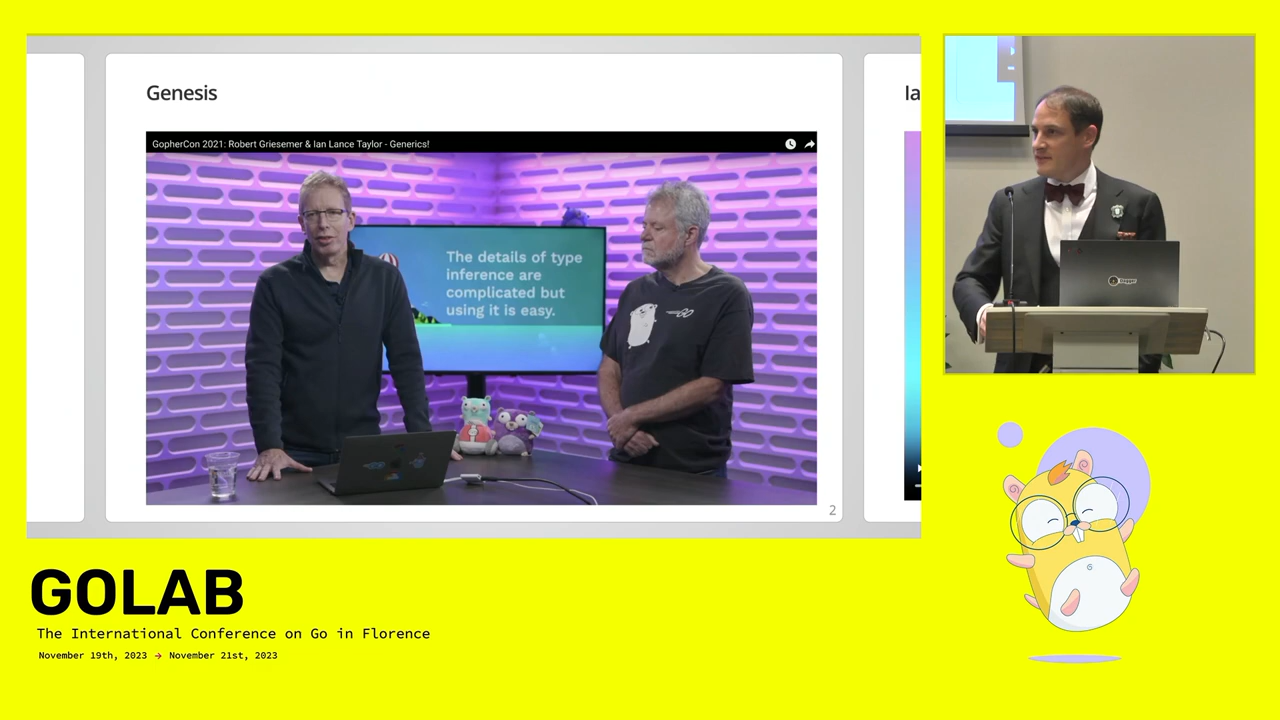 Genesis
GopherCon 2021: Robert Griesemer & Ian Lance Taylor - Generics!
The details of type
inference are
complicated but
using it is easy.
GO
2
Ia
GOLAB
The International Conference on Go in Florence
November 19th, 2023 → November 21st, 2023